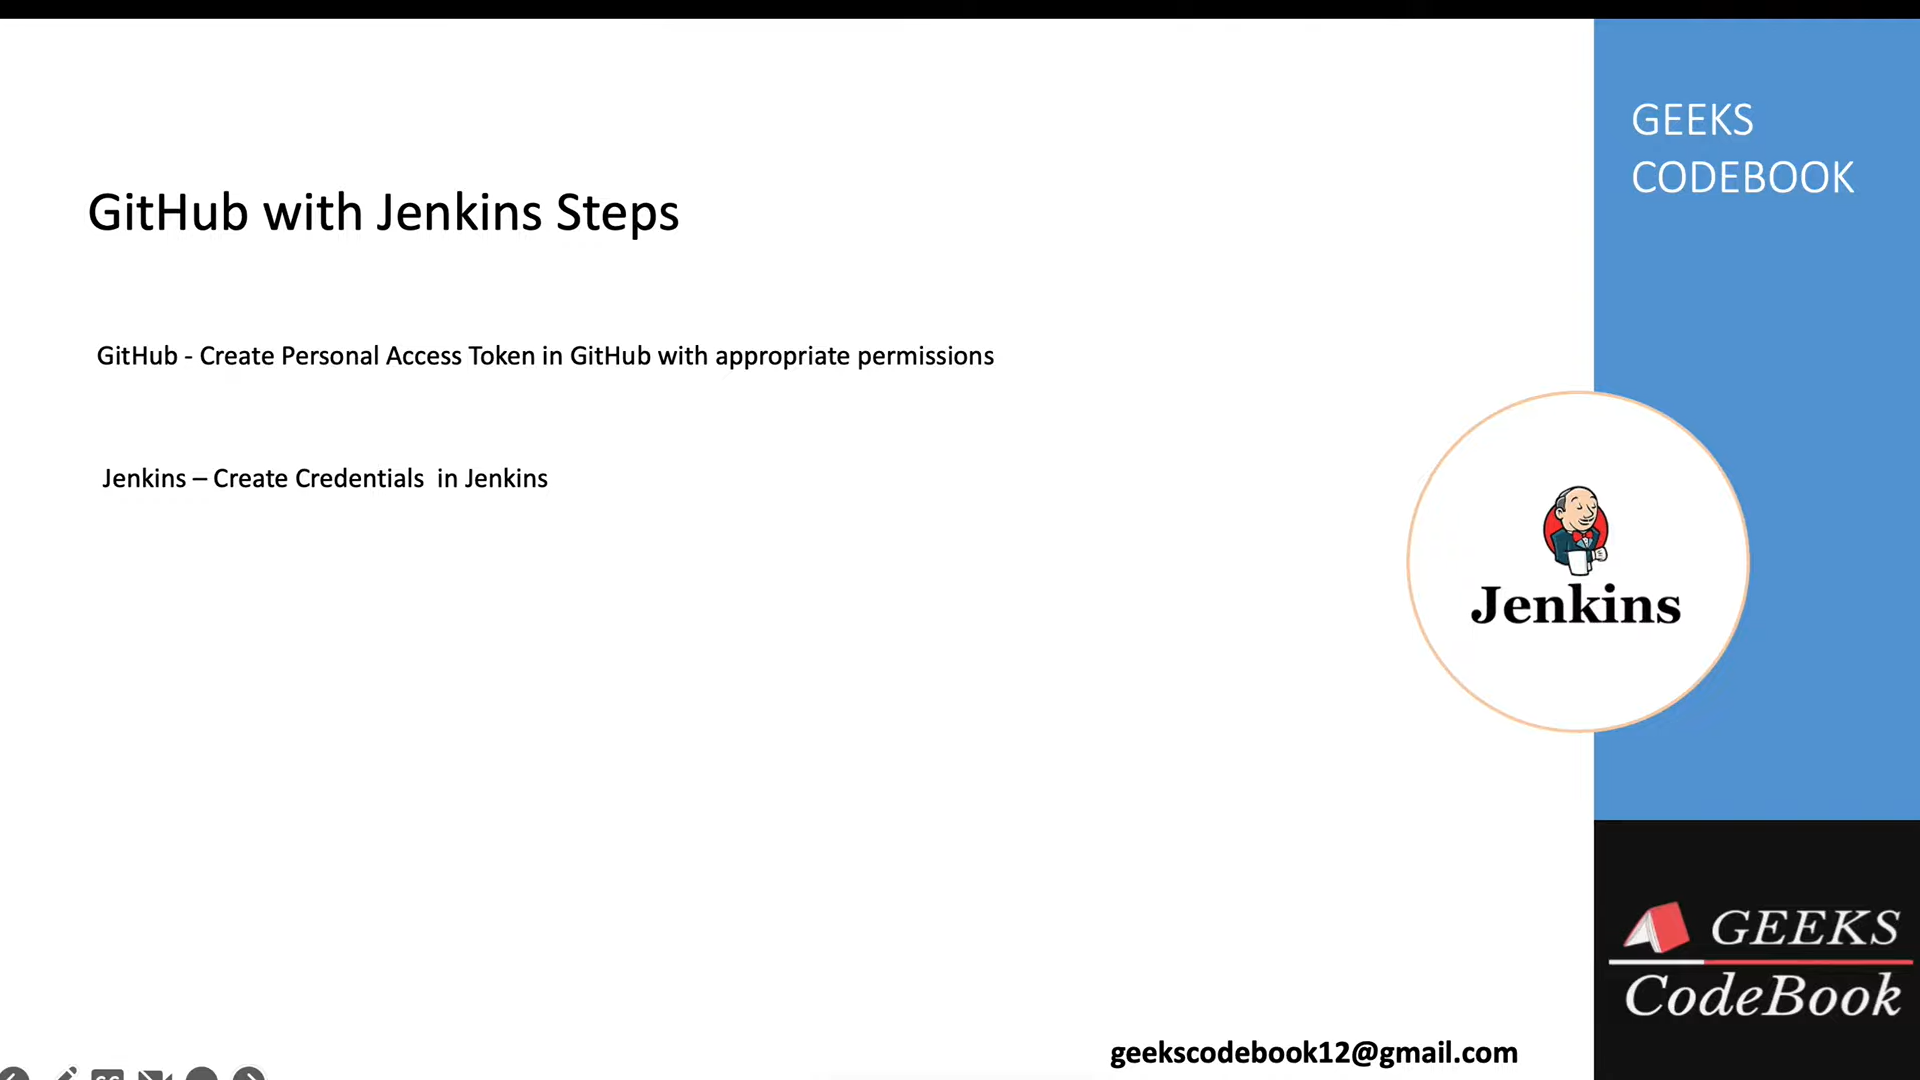 GEEKS
CODEBOOK
GitHub with Jenkins Steps
GitHub - Create Personal Access Token in GitHub with appropriate permissions
Jenkins – Create Credentials  in Jenkins
Jenkins
GEEKS
CodeBook
geekscodebook12@gmail.com